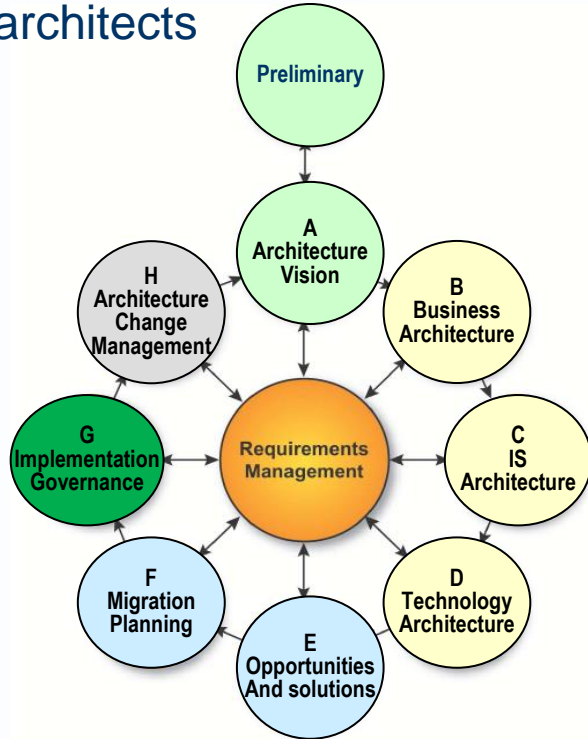 architects
Preliminary
A
Architecture
Vision
B
Business
Architecture
C
IS
Architecture
D
Technology
Architecture
E
Opportunities
And solutions
F
Migration
Planning
G
Implementation
Governance
H
Architecture
Change
Management
Requirements
Management